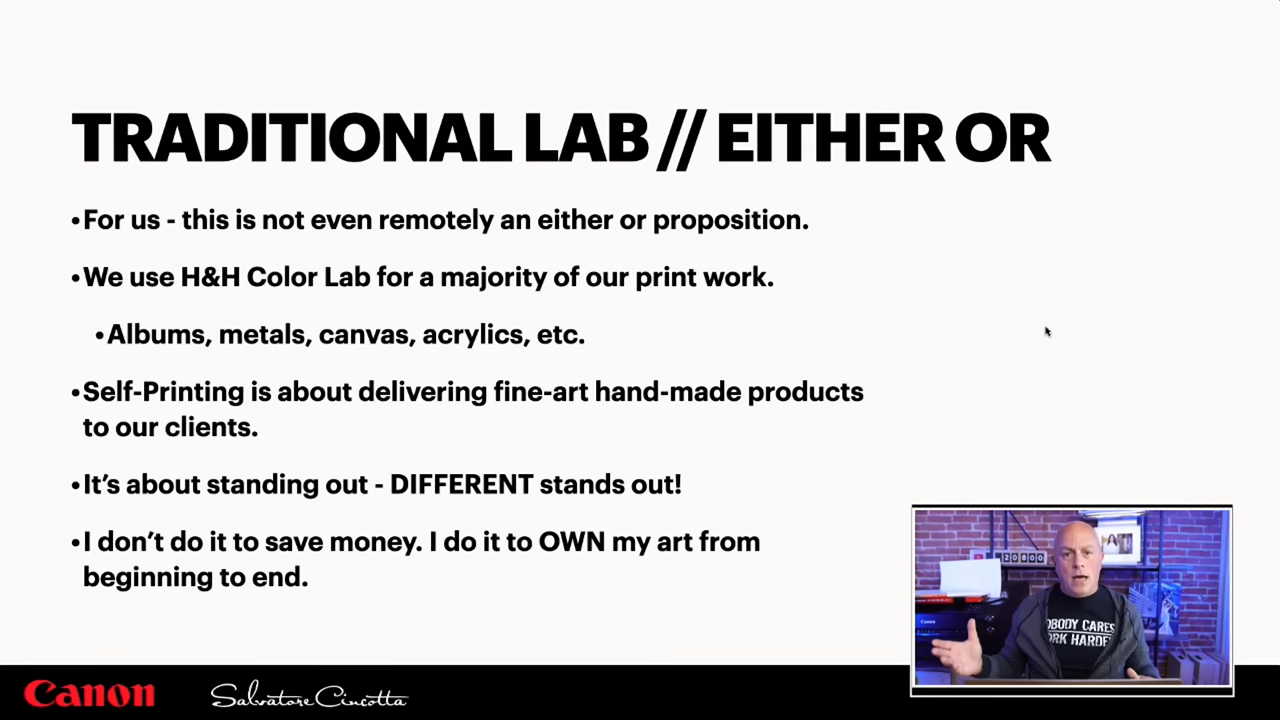 TRADITIONAL LAB // EITHER OR
•For us - this is not even remotely an either or proposition.
•We use H&H Color Lab for a majority of our print work.
•Albums, metals, canvas, acrylics, etc.
•Self-Printing is about delivering fine-art hand-made products
to our clients.
•It's about standing out - DIFFERENT stands out!
•I don't do it to save money. I do it to OWN my art from
beginning to end.
20800
Canon
OBODY CARES
ORK HARDE
Canon
Salvatore Cincotta